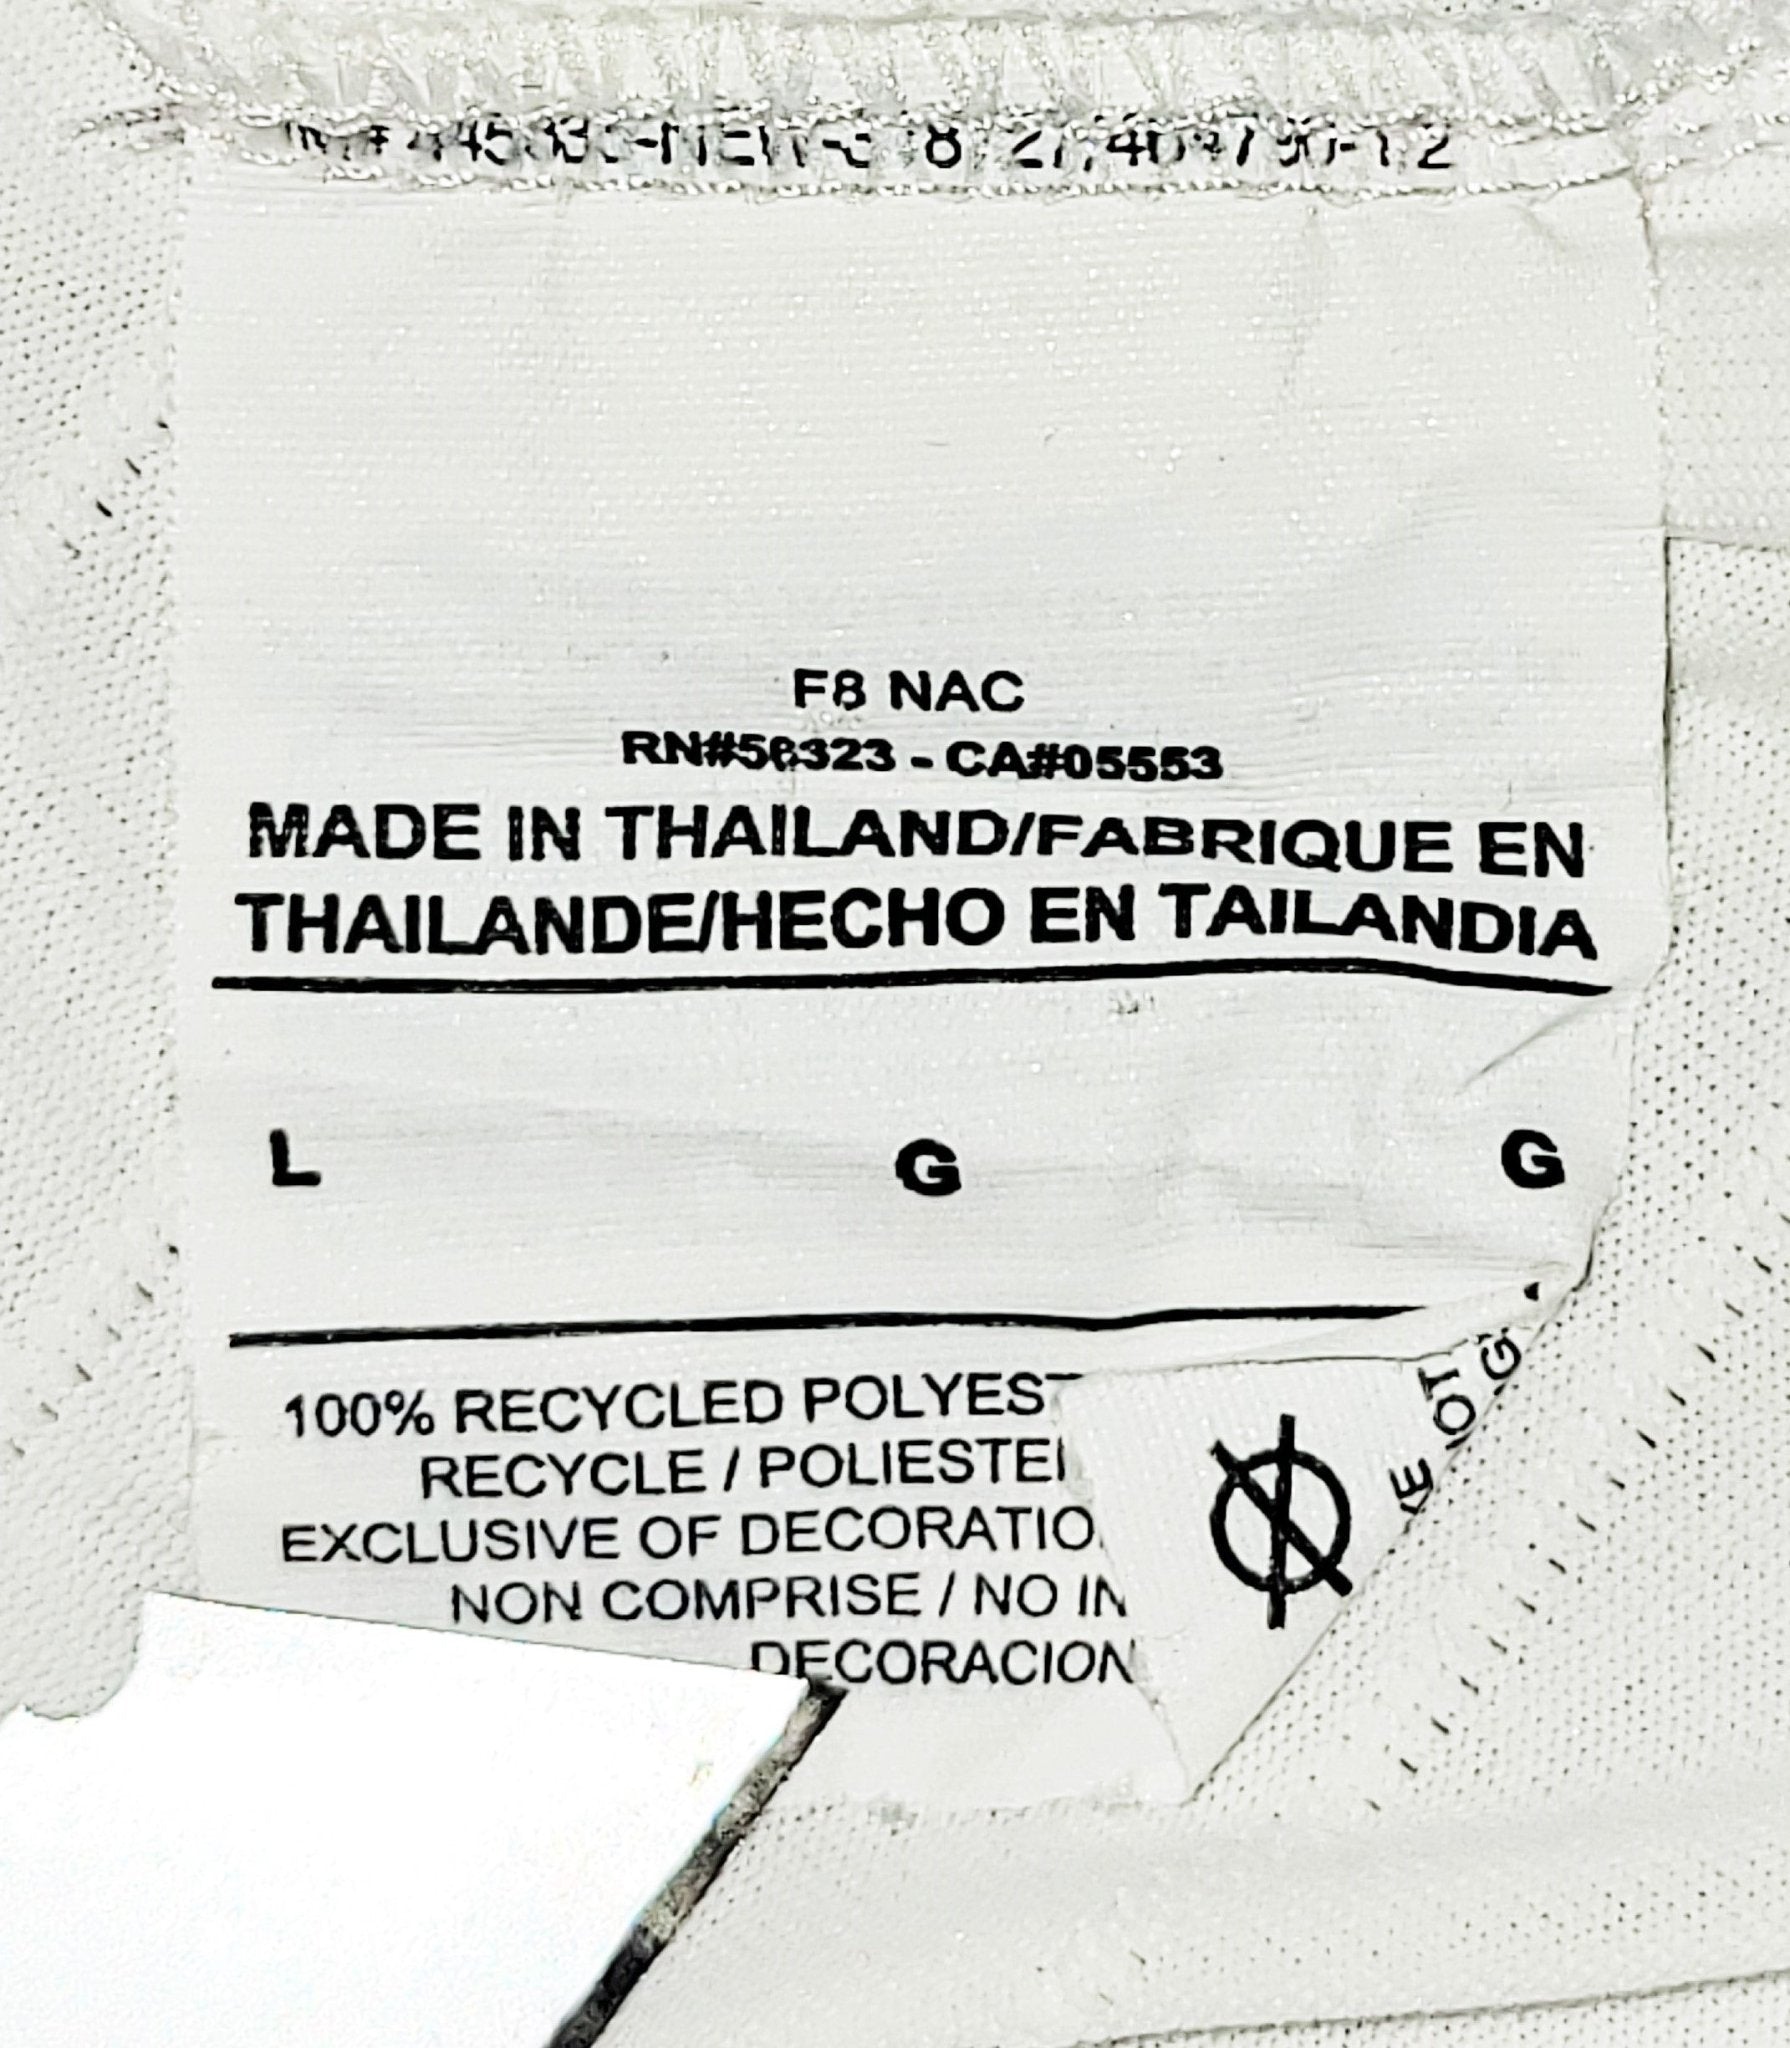 F8 NAC
RN#56323 - CA#05553
MADE IN THAILAND/FABRIQUE EN
THAILANDE/HECHO EN TAILANDIA
L G G
100% RECYCLED POLYEST
RECYCLE / POLIESTE
EXCLUSIVE OF DECORATIO
NON COMPRISE / NO IN
DECORACION